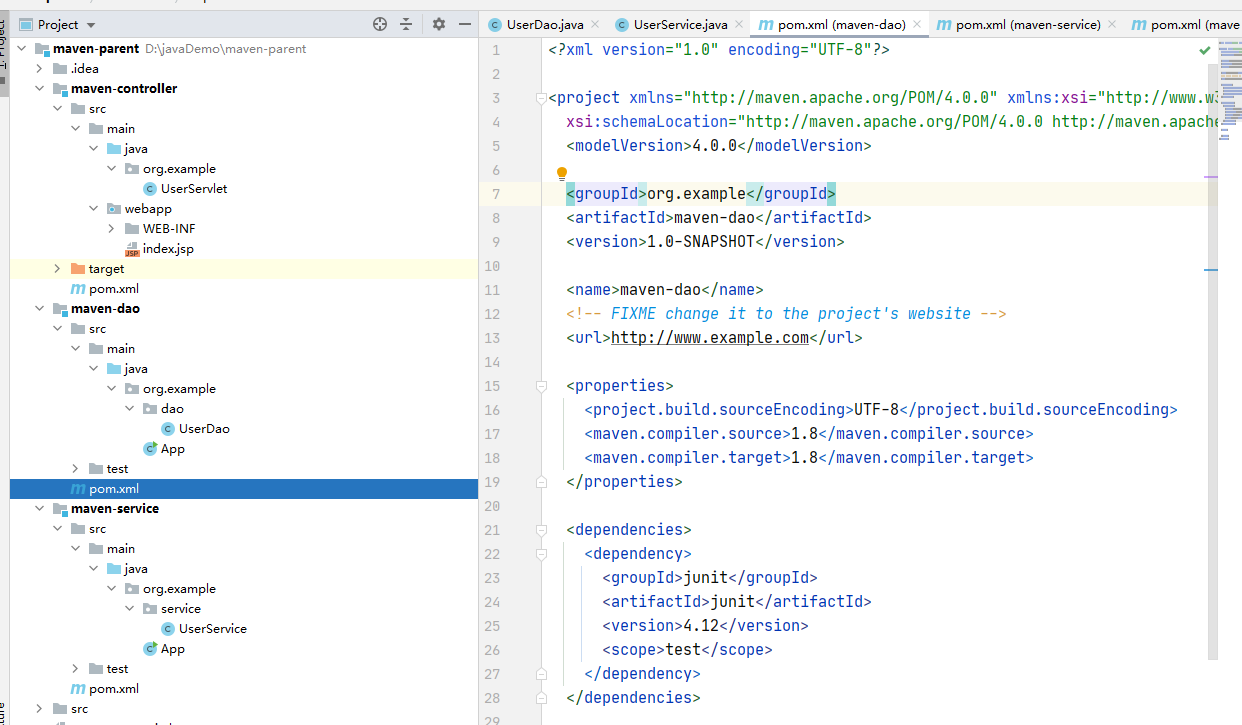 Project
UserDao.java
UserService.java
pom.xml (maven-dao)
pom.xml (maven-service)
pom.xml (mave
maven-parent D:\javaDemo\maven-parent
.idea
maven-controller
src
main
java
org.example
UserServlet
webapp
WEB-INF
index.jsp
target
pom.xml
maven-dao
src
main
java
org.example
dao
UserDao
App
test
pom.xml
maven-service
src
main
java
org.example
service
UserService
App
test
pom.xml
src
1 <?xml version="1.0" encoding="UTF-8"?>
2
3 <project xmlns="http://maven.apache.org/POM/4.0.0" xmlns:xsi="http://www.w3
4 xsi:schemaLocation="http://maven.apache.org/POM/4.0.0 http://maven.apache
5 <modelVersion>4.0.0</modelVersion>
6
7 <groupId>org.example</groupId>
8 <artifactId>maven-dao</artifactId>
9 <version>1.0-SNAPSHOT</version>
10
11 <name>maven-dao</name>
12 <!-- FIXME change it to the project's website -->
13 <url>http://www.example.com</url>
14
15 <properties>
16 <project.build.sourceEncoding>UTF-8</project.build.sourceEncoding>
17 <maven.compiler.source>1.8</maven.compiler.source>
18 <maven.compiler.target>1.8</maven.compiler.target>
19 </properties>
20
21 <dependencies>
22 <dependency>
23 <groupId>junit</groupId>
24 <artifactId>junit</artifactId>
25 <version>4.12</version>
26 <scope>test</scope>
27 </dependency>
28 </dependencies>
29